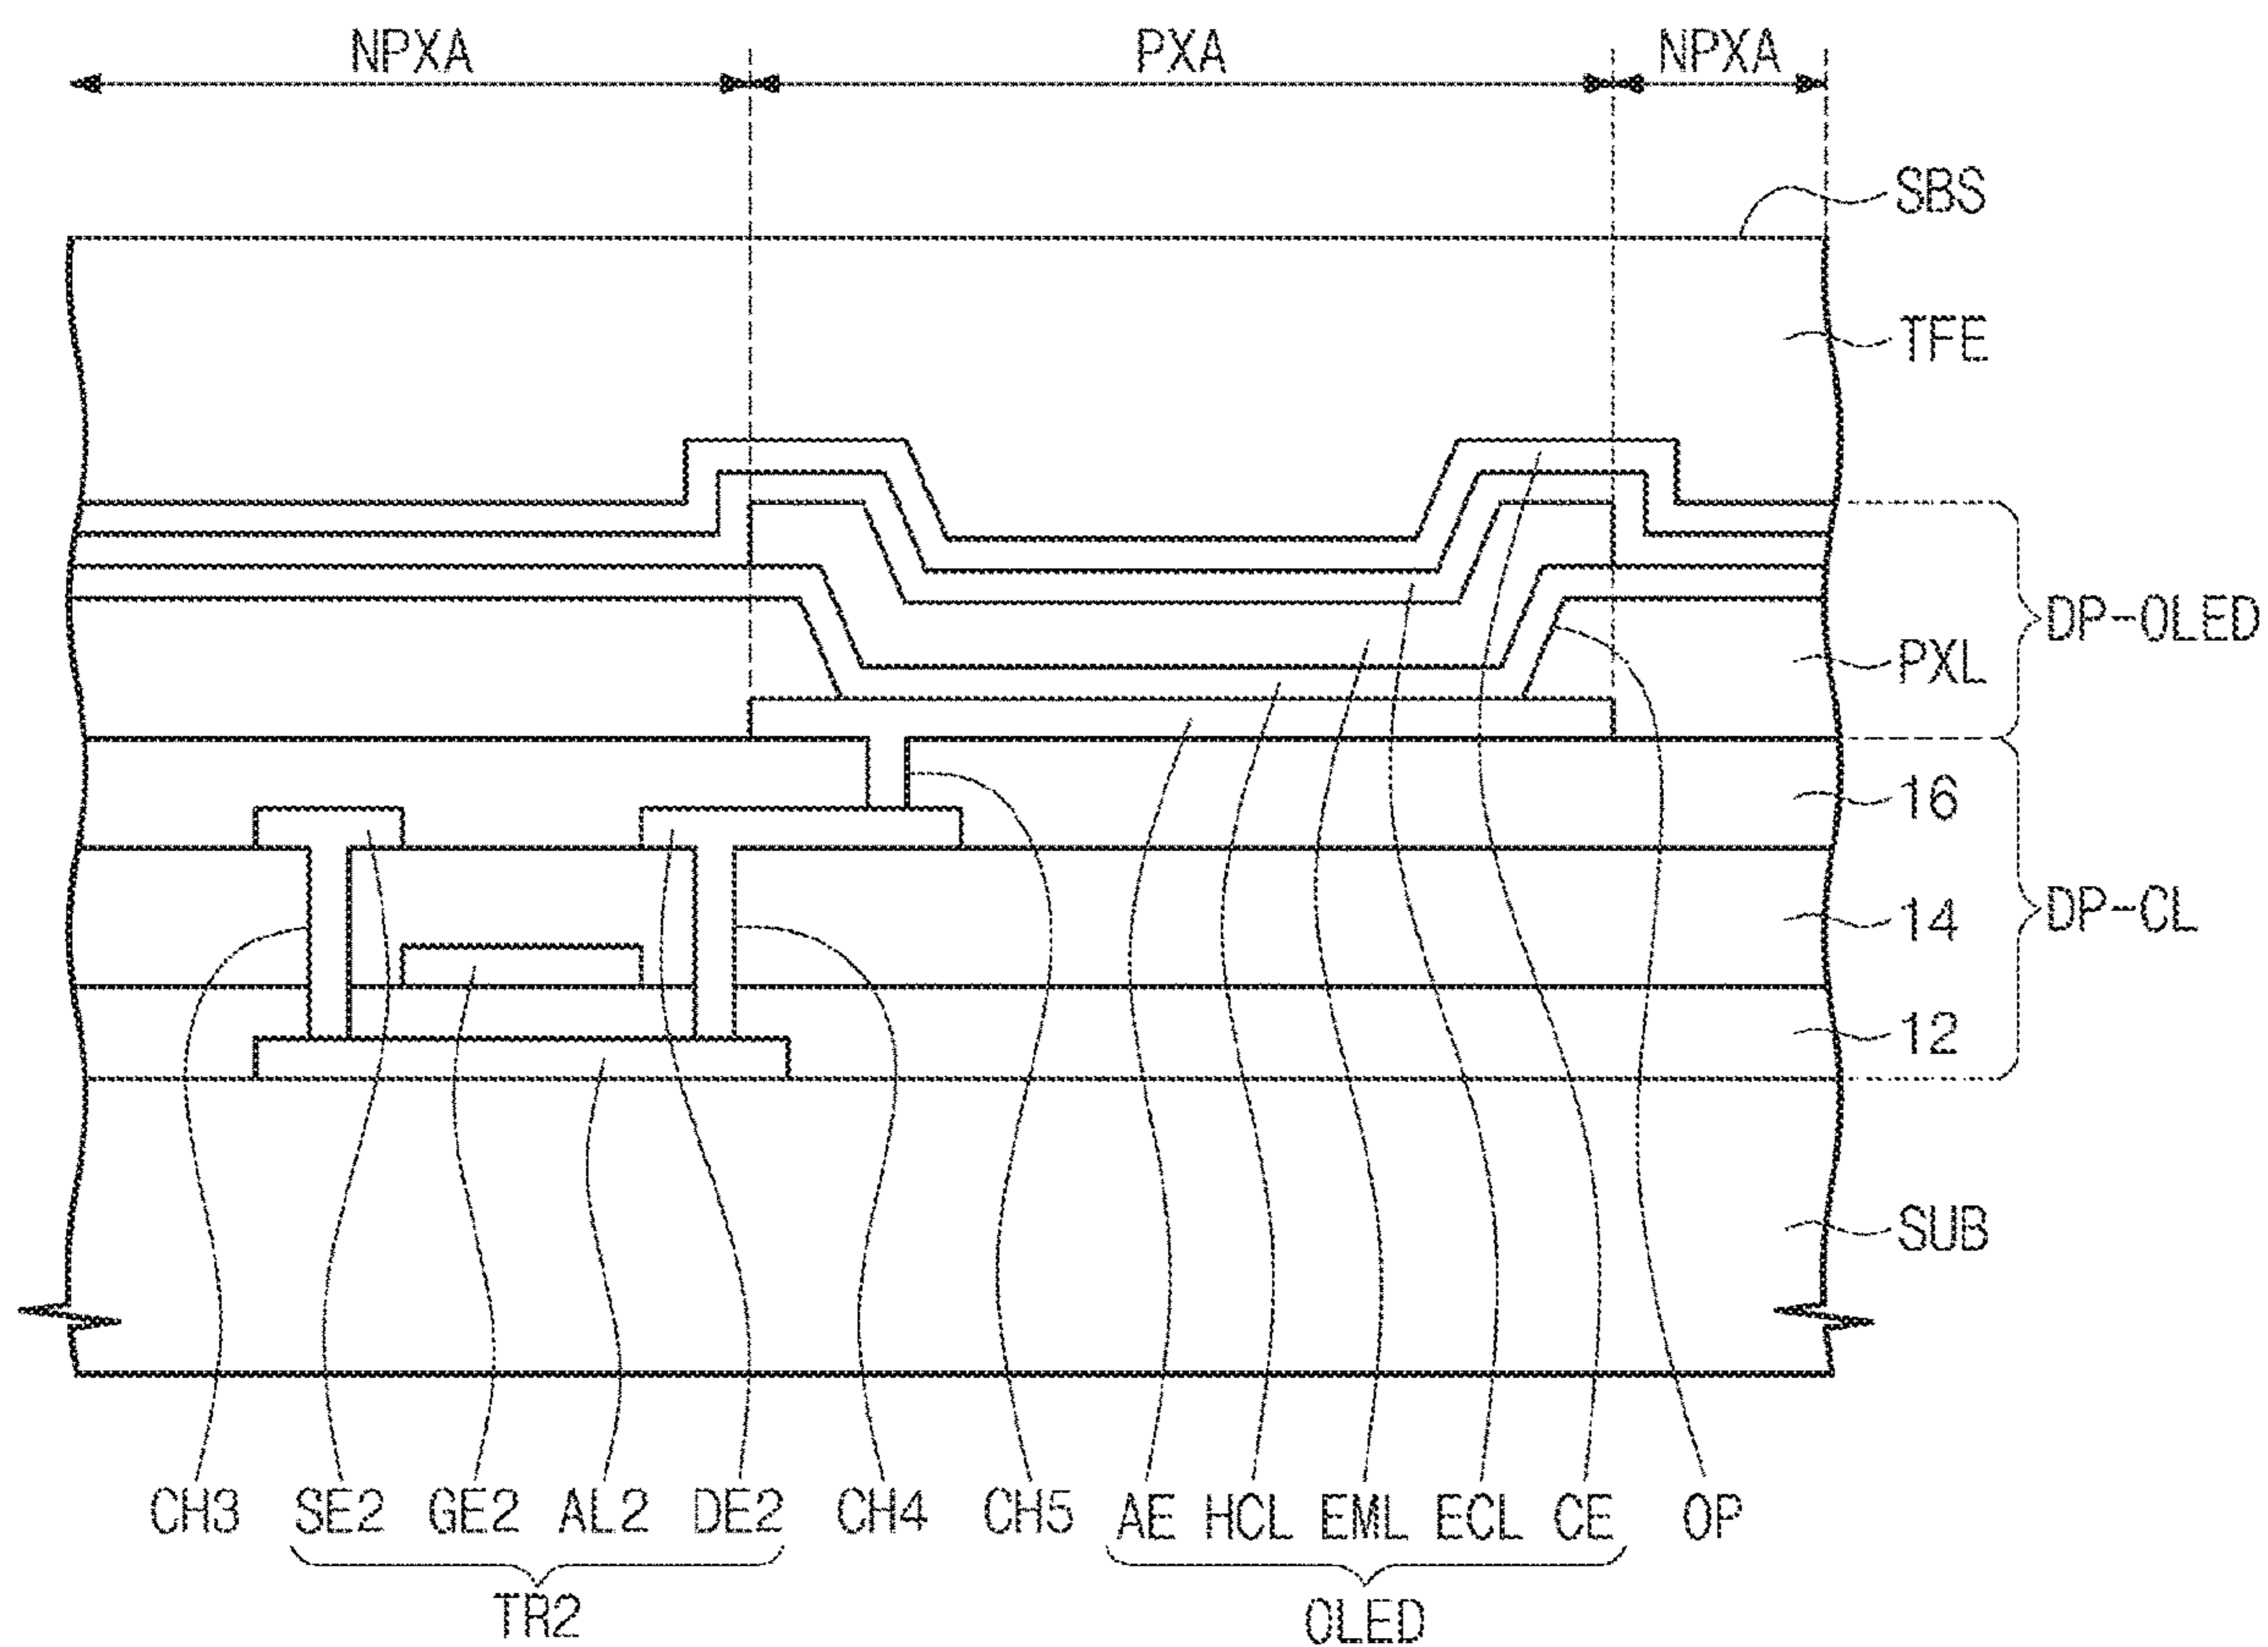 NPXA PXA NPXA
SBS
TFE
DP-OLED
PXL
16
DP-CL
14
12
SUB
CH3 SE2 GE2 AL2 DE2 CH4 CH5 AE HCL EML ECL CE OP
TR2 OLED